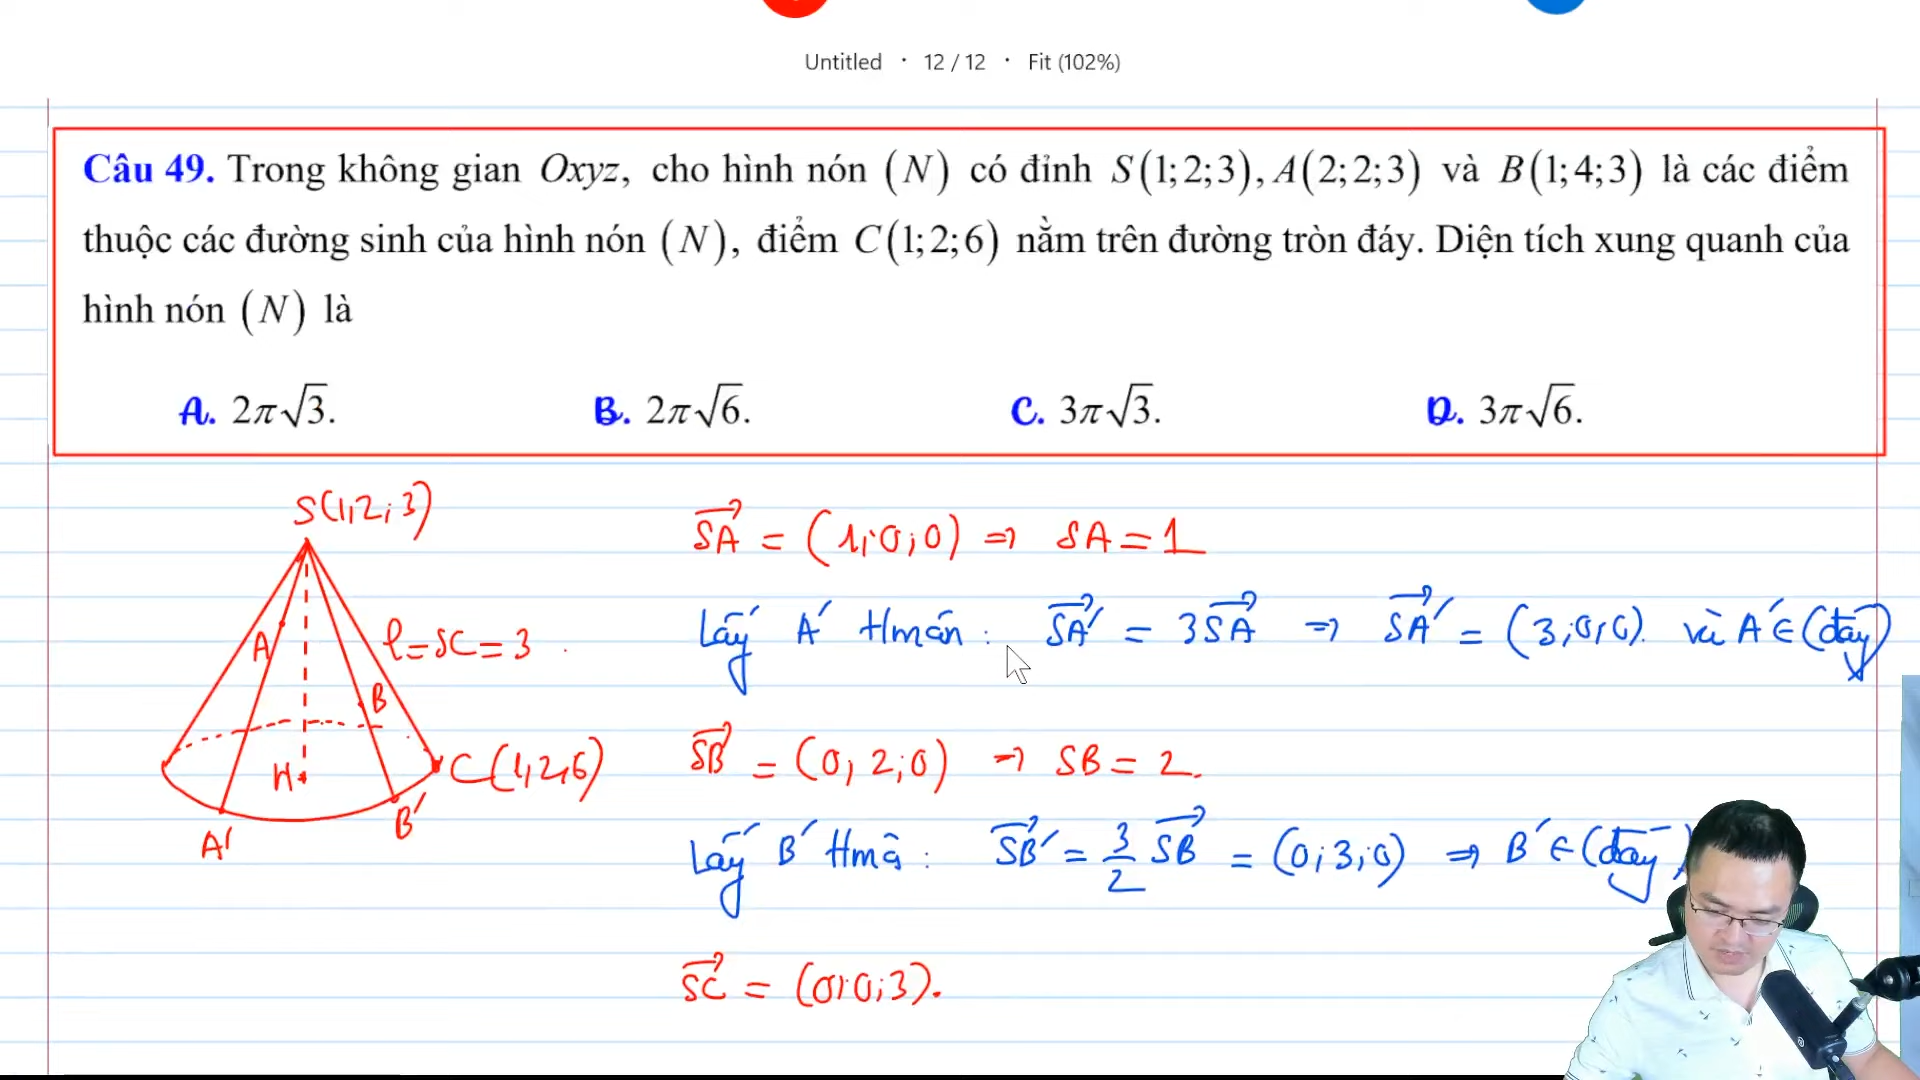 Untitled · 12 / 12 · Fit (102%)
Câu 49. Trong không gian Oxyz, cho hình nón (N) có đỉnh S(1;2;3), A(2;2;3) và B(1;4;3) là các điểm
thuộc các đường sinh của hình nón (N), điểm C(1;2;6) nằm trên đường tròn đáy. Diện tích xung quanh của
hình nón (N) là
A. 2π√3. B. 2π√6. C. 3π√3. D. 3π√6.
S(1;2;3)
A
l=SC=3
B
H
C(1;2;6)
A'
B'
SA⃗ = (1;0;0) ⇒ SA = 1
Lấy A' t/mãn: SA'⃗ = 3SA⃗ ⇒ SA'⃗ = (3;0;0). và A' ∈ (đáy)
SB⃗ = (0;2;0) ⇒ SB = 2.
Lấy B' t/mã: SB'⃗ = 3/2 SB⃗ = (0;3;0) ⇒ B' ∈ (đáy)
SC⃗ = (0;0;3).